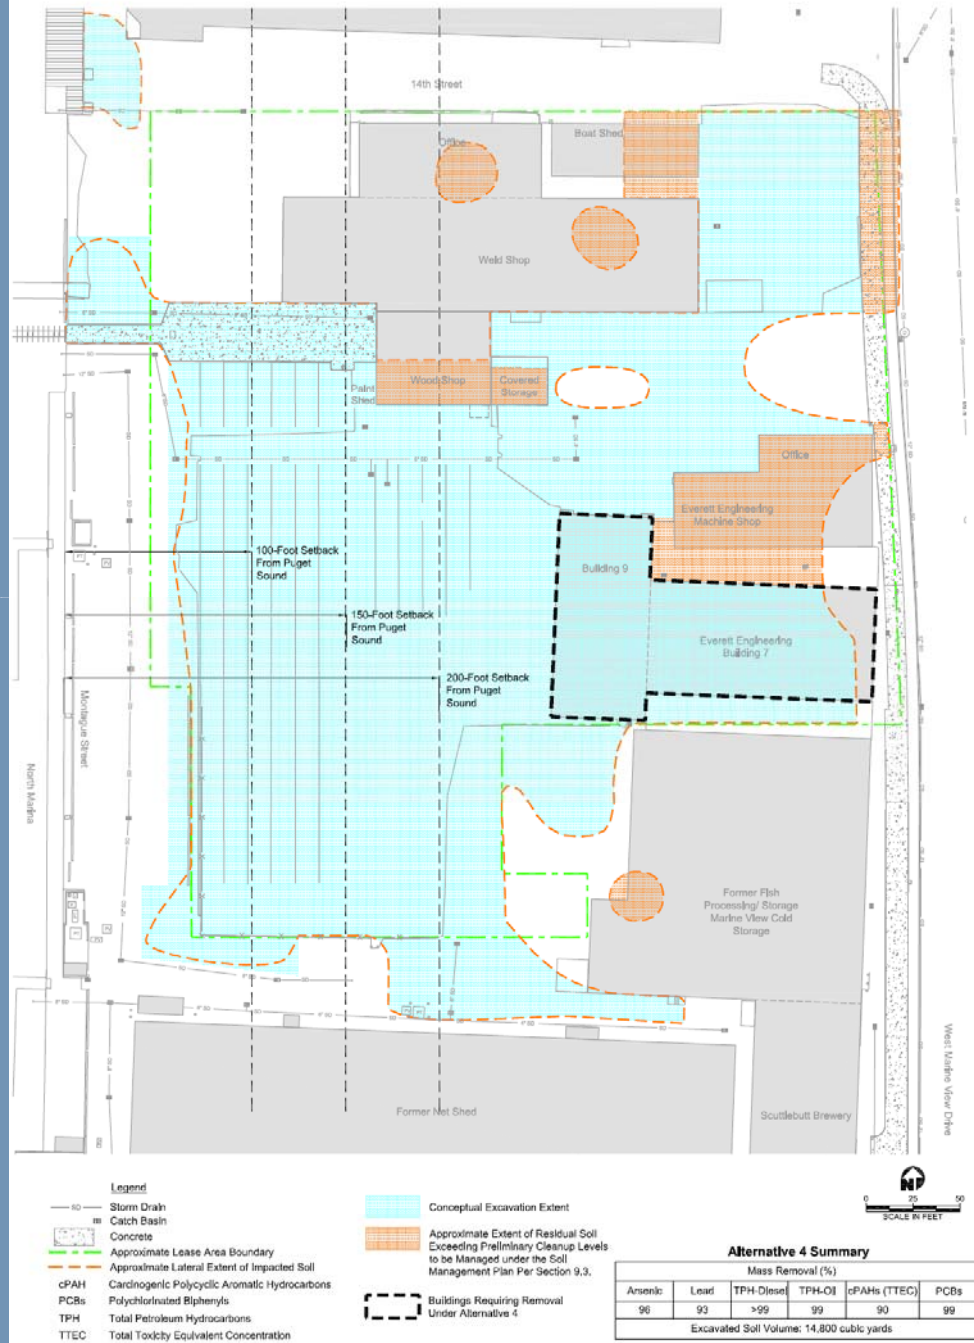 14th Street
Office
Boat Shed
Weld Shop
Wood Shop
Covered
Storage
Paint
Shed
Office
Everett Engineering
Machine Shop
Building 9
100-Foot Setback
From Puget
Sound
150-Foot Setback
From Puget
Sound
Everett Engineering
Building 7
200-Foot Setback
From Puget
Sound
Montague Street
North Marina
Former Fish
Processing/ Storage
Marine View Cold
Storage
West Marine View Drive
Former Net Shed
Scuttlebutt Brewery
Legend
SD Storm Drain
Catch Basin
Concrete
Approximate Lease Area Boundary
Approximate Lateral Extent of Impacted Soil
cPAH Carcinogenic Polycyclic Aromatic Hydrocarbons
PCBs Polychlorinated Biphenyls
TPH Total Petroleum Hydrocarbons
TTEC Total Toxicity Equivalent Concentration
Conceptual Excavation Extent
Approximate Extent of Residual Soil
Exceeding Preliminary Cleanup Levels
to be Managed under the Soil
Management Plan Per Section 9.3.
Buildings Requiring Removal
Under Alternative 4
N
0 25 50
SCALE IN FEET
Alternative 4 Summary
Mass Removal (%)
Arsenic Lead TPH-Diesel TPH-Oil cPAHs (TTEC) PCBs
96 93 >99 99 90 99
Excavated Soil Volume: 14,800 cubic yards